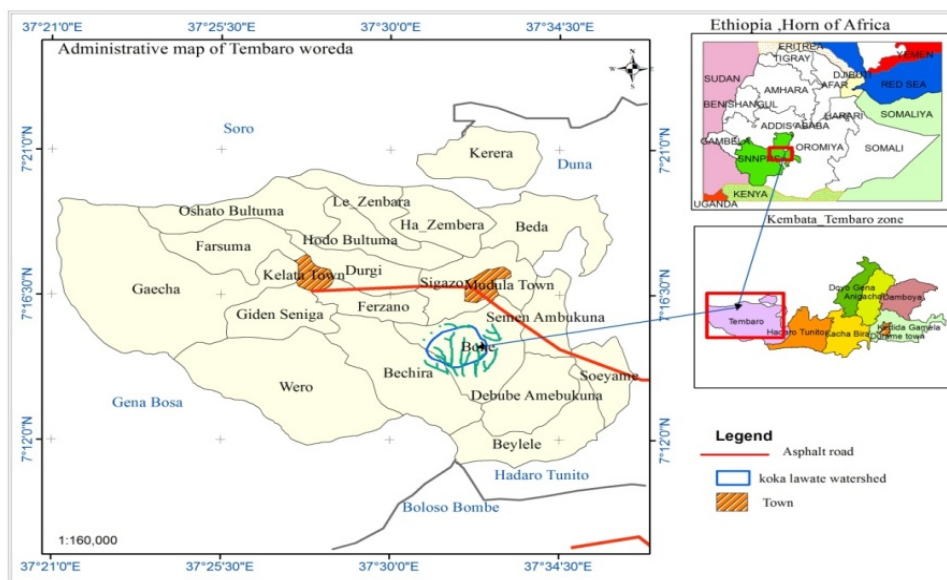 37°21'0"E
37°25'30"E
37°30'0"E
37°34'30"E
Administrative map of Tembaro woreda
N
W
E
S
7°21'0"N
7°21'0"N
Soro
Kerera
Duna
Le_Zenbara
Oshato Bultuma
Ha_Zembera
Beda
Farsuma
Hodo Bultuma
Gaecha
Kelata Town
Durgi
Sigazo
Mudula Town
7°16'30"N
7°16'30"N
Giden Seniga
Ferzano
Semen Ambukuna
Bohe
Bechira
Soeyame
Wero
Debube Amebukuna
Gena Bosa
Beylele
7°12'0"N
7°12'0"N
Hadaro Tunito
Boloso Bombe
1:160,000
37°21'0"E
37°25'30"E
37°30'0"E
37°34'30"E
Ethiopia ,Horn of Africa
ERITREA
YEMEN
TIGRAY
SUDAN
DJIBUTI
AFAR
RED SEA
AMHARA
BENISHANGUL
HARARI
SOMALIYA
ADDIS ABABA
GAMBELA
OROMIYA
SOMALI
KENYA
UGANDA
Kembata_Tembaro zone
Doyo Gena
Anigacha
Damboya
Tembaro
Hadaro Tunito
Kacha Bira
Kedida Gamela
Dureme town
Legend
Asphalt road
koka lawate watershed
Town